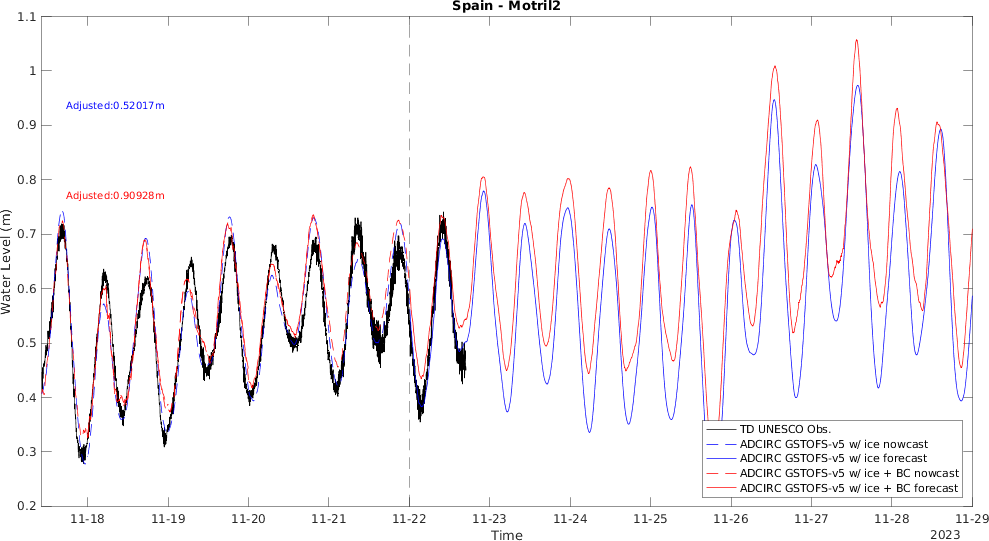 Spain - Motril2
1.1
1
0.9
0.8
0.7
0.6
0.5
0.4
0.3
0.2
Water Level (m)
Adjusted:0.52017m
Adjusted:0.90928m
TD UNESCO Obs.
ADCIRC GSTOFS-v5 w/ ice nowcast
ADCIRC GSTOFS-v5 w/ ice forecast
ADCIRC GSTOFS-v5 w/ ice + BC nowcast
ADCIRC GSTOFS-v5 w/ ice + BC forecast
11-18 11-19 11-20 11-21 11-22 11-23 11-24 11-25 11-26 11-27 11-28 11-29
Time
2023